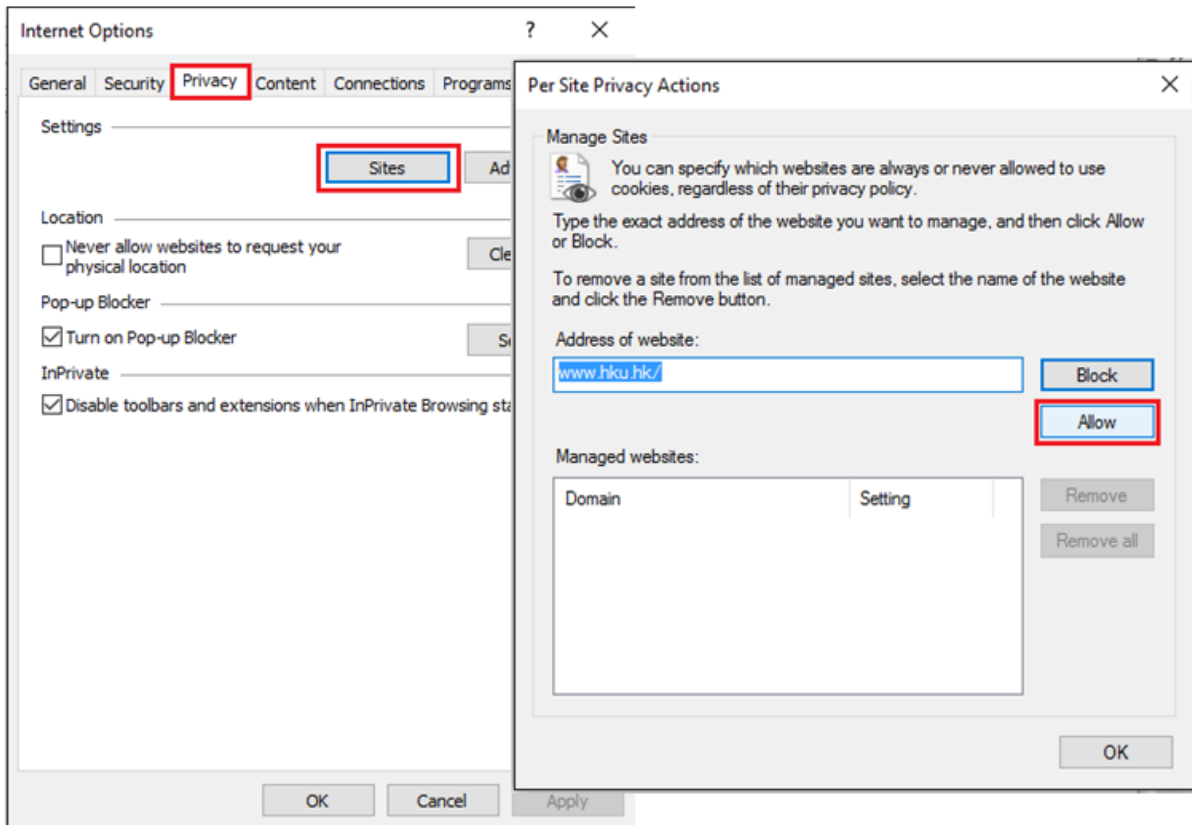 Internet Options
?
General Security Privacy Content Connections Programs
Settings
Sites
Ad
Location
Never allow websites to request your
physical location
Cle
Pop-up Blocker
Turn on Pop-up Blocker
Se
InPrivate
Disable toolbars and extensions when InPrivate Browsing sta
OK Cancel Apply
Per Site Privacy Actions
Manage Sites
You can specify which websites are always or never allowed to use
cookies, regardless of their privacy policy.
Type the exact address of the website you want to manage, and then click Allow
or Block.
To remove a site from the list of managed sites, select the name of the website
and click the Remove button.
Address of website:
www.hku.hk/
Block
Allow
Managed websites:
Domain Setting
Remove
Remove all
OK